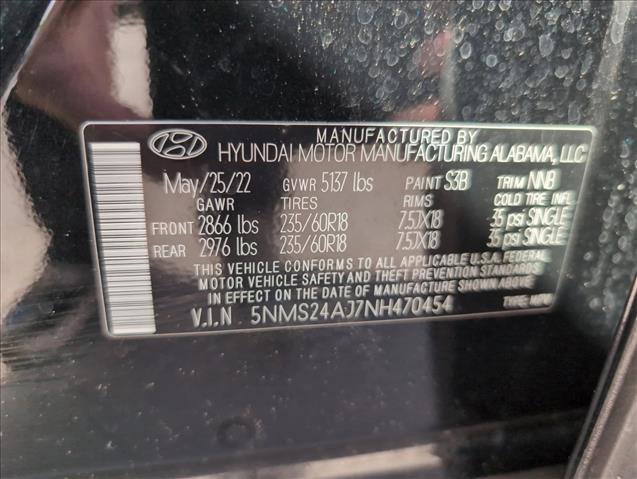 MANUFACTURED BY
HYUNDAI MOTOR MANUFACTURING ALABAMA, LLC
May/25/22 GVWR 5137 lbs PAINT S3B TRIM NNB
GAWR TIRES RIMS COLD TIRE INFL
FRONT 2866 lbs 235/60R18 7.5JX18 35 psi SINGLE
REAR 2976 lbs 235/60R18 7.5JX18 35 psi SINGLE
THIS VEHICLE CONFORMS TO ALL APPLICABLE U.S.A. FEDERAL
MOTOR VEHICLE SAFETY AND THEFT PREVENTION STANDARDS
IN EFFECT ON THE DATE OF MANUFACTURE SHOWN ABOVE
V.I.N 5NMS24AJ7NH470454 TYPE: MPV